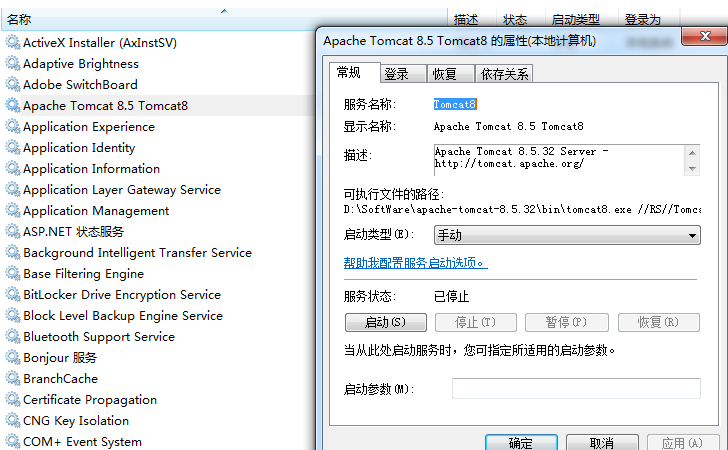 名称 描述 状态 启动类型 登录为
ActiveX Installer (AxInstSV)
Adaptive Brightness
Adobe SwitchBoard
Apache Tomcat 8.5 Tomcat8
Application Experience
Application Identity
Application Information
Application Layer Gateway Service
Application Management
ASP.NET 状态服务
Background Intelligent Transfer Service
Base Filtering Engine
BitLocker Drive Encryption Service
Block Level Backup Engine Service
Bluetooth Support Service
Bonjour 服务
BranchCache
Certificate Propagation
CNG Key Isolation
COM+ Event System
Apache Tomcat 8.5 Tomcat8 的属性(本地计算机)
常规 登录 恢复 依存关系
服务名称: Tomcat8
显示名称: Apache Tomcat 8.5 Tomcat8
描述: Apache Tomcat 8.5.32 Server -
http://tomcat.apache.org/
可执行文件的路径:
D:\SoftWare\apache-tomcat-8.5.32\bin\tomcat8.exe //RS//Tomca
启动类型(E): 手动
帮助我配置服务启动选项。
服务状态: 已停止
启动(S) 停止(T) 暂停(P) 恢复(R)
当从此处启动服务时，您可指定所适用的启动参数。
启动参数(M):
确定 取消 应用(A)